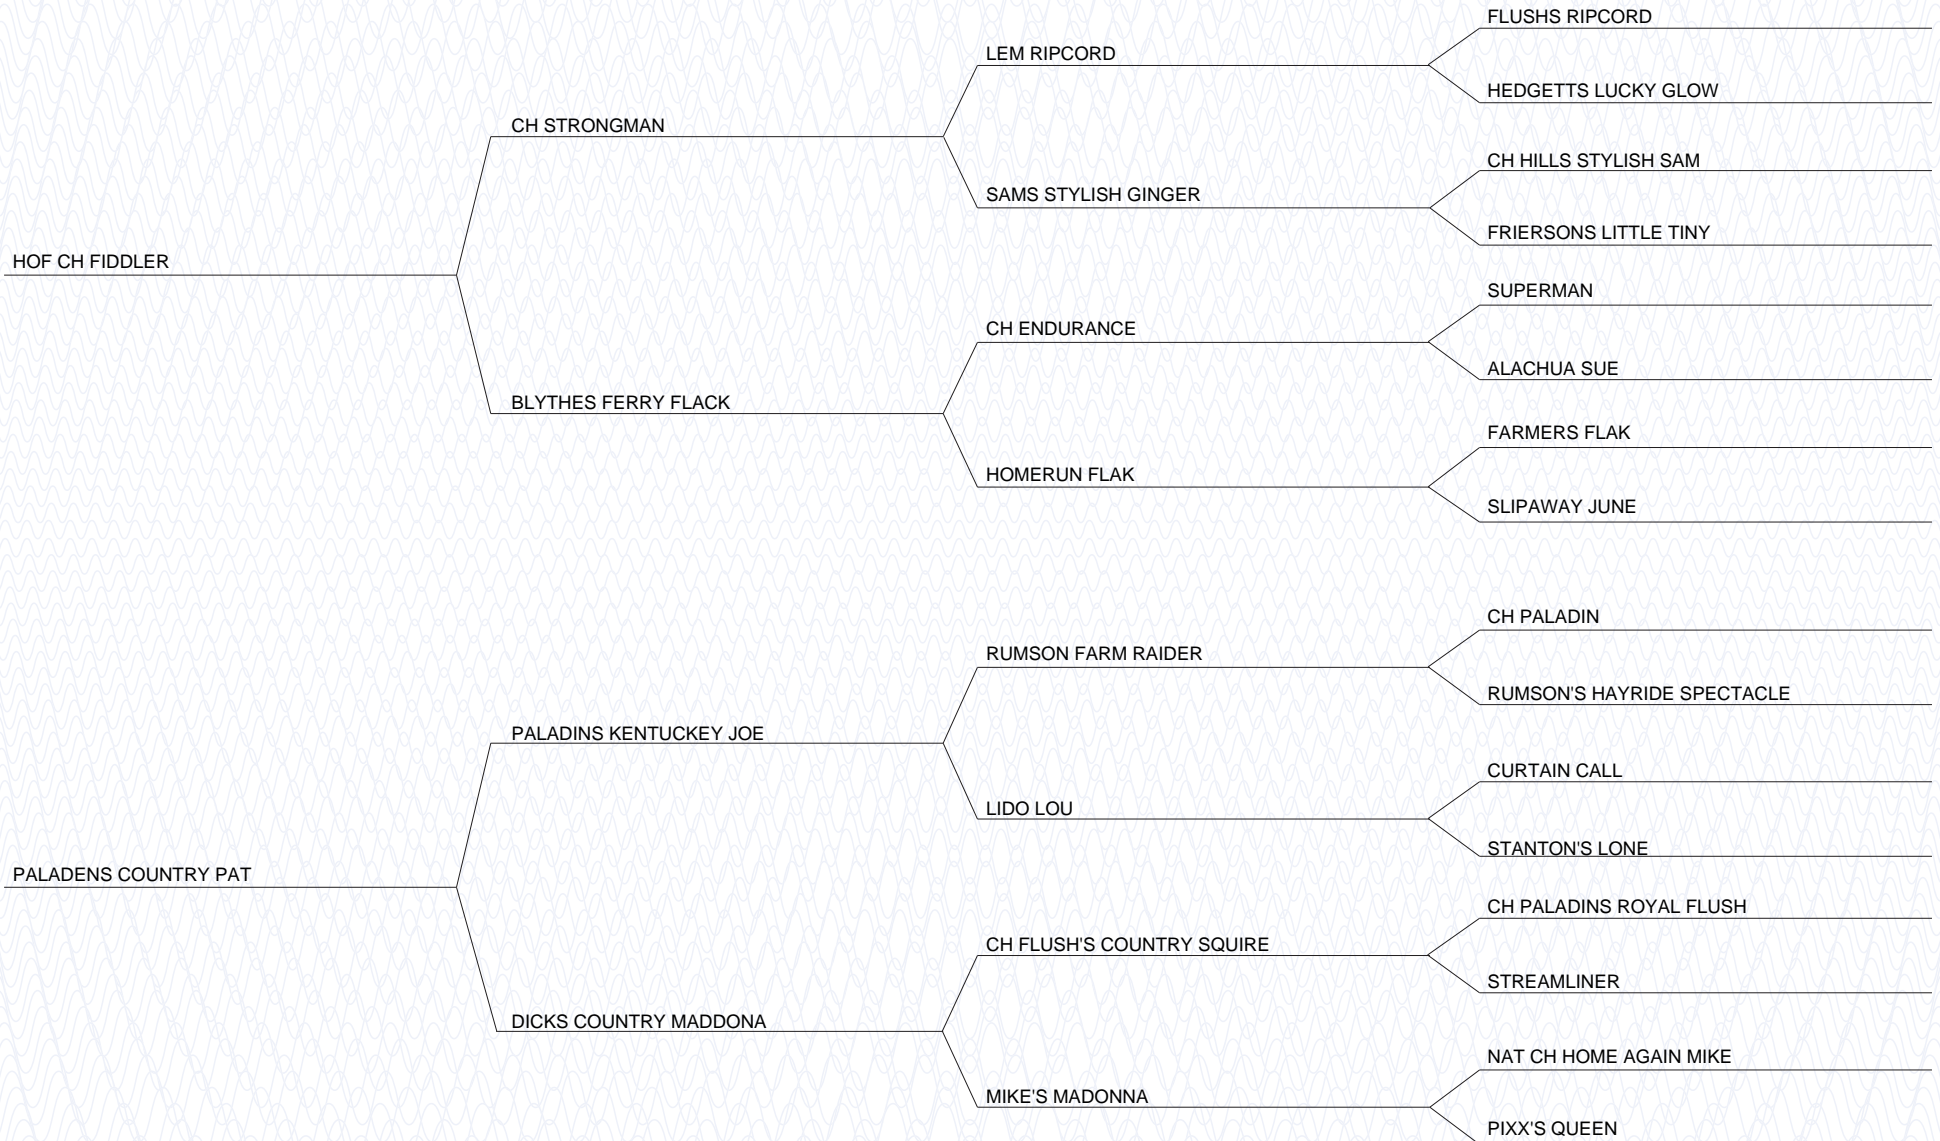 FLUSHS RIPCORD
LEM RIPCORD
HEDGETTS LUCKY GLOW
CH STRONGMAN
CH HILLS STYLISH SAM
SAMS STYLISH GINGER
FRIERSONS LITTLE TINY
HOF CH FIDDLER
SUPERMAN
CH ENDURANCE
ALACHUA SUE
BLYTHES FERRY FLACK
FARMERS FLAK
HOMERUN FLAK
SLIPAWAY JUNE
CH PALADIN
RUMSON FARM RAIDER
RUMSON'S HAYRIDE SPECTACLE
PALADINS KENTUCKEY JOE
CURTAIN CALL
LIDO LOU
STANTON'S LONE
PALADENS COUNTRY PAT
CH PALADINS ROYAL FLUSH
CH FLUSH'S COUNTRY SQUIRE
STREAMLINER
DICKS COUNTRY MADDONA
NAT CH HOME AGAIN MIKE
MIKE'S MADONNA
PIXX'S QUEEN